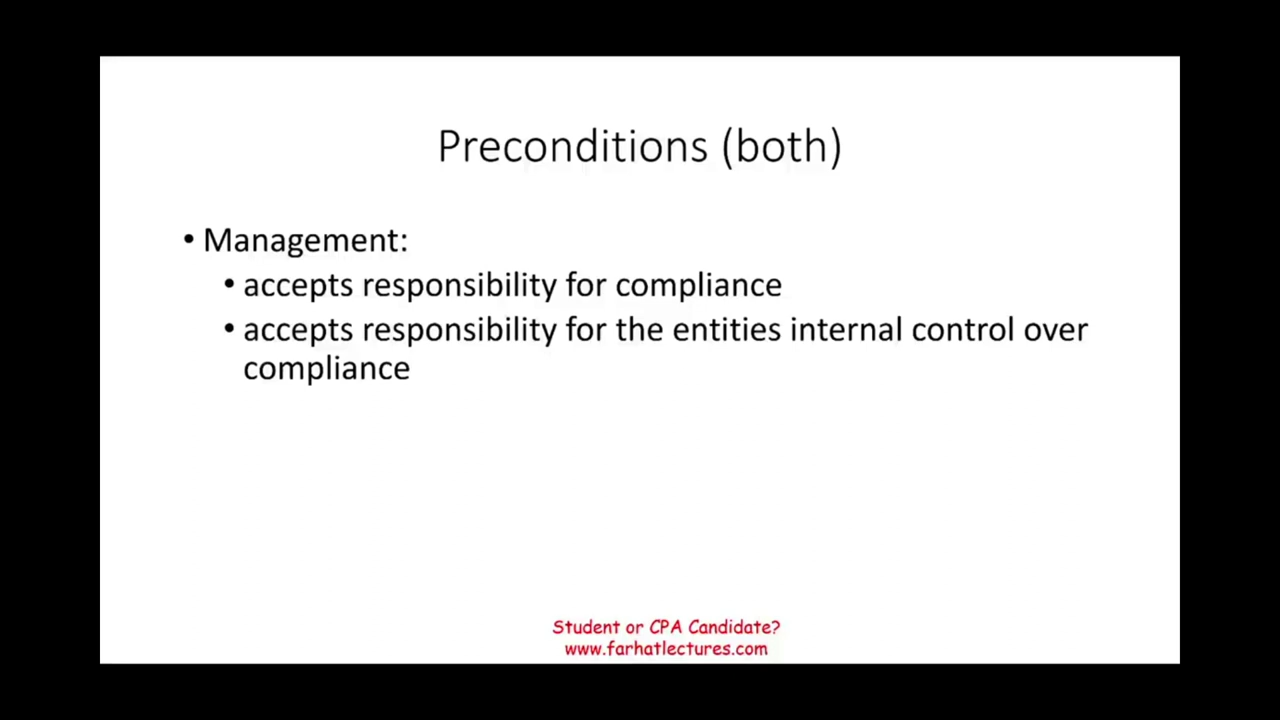 Preconditions (both)
• Management:
• accepts responsibility for compliance
• accepts responsibility for the entities internal control over
compliance
Student or CPA Candidate?
www.farhatlectures.com